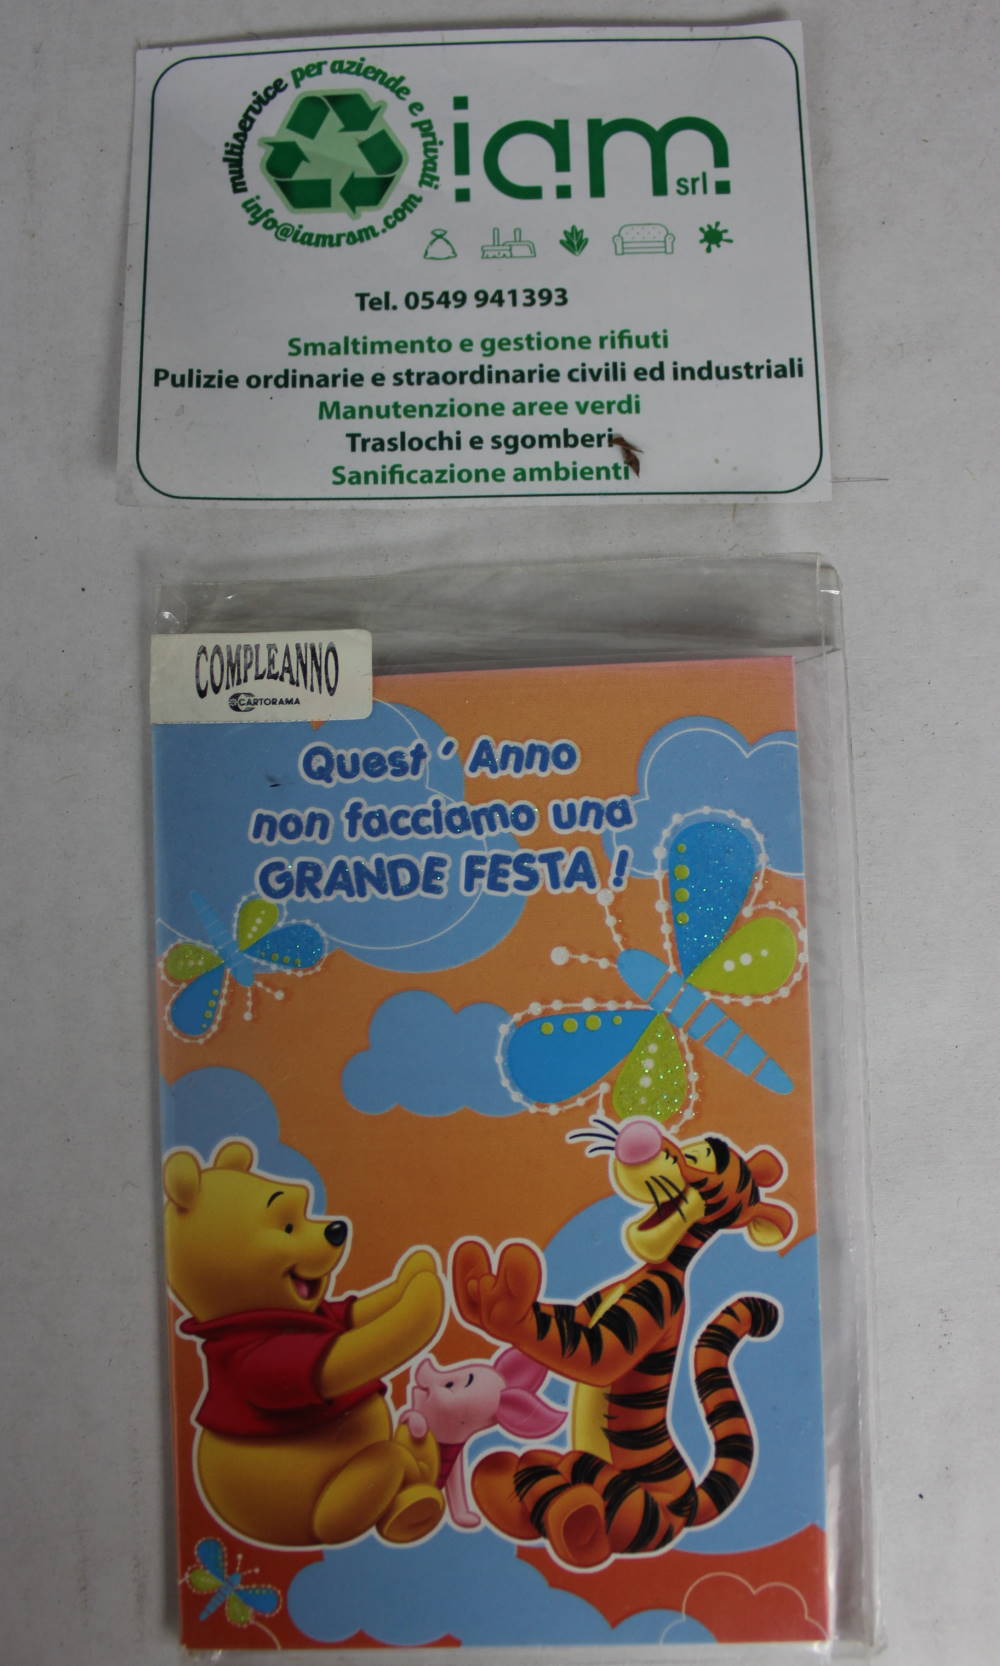 multiservice per aziende e privati
info@iamrsm.com
iam srl
Tel. 0549 941393
Smaltimento e gestione rifiuti
Pulizie ordinarie e straordinarie civili ed industriali
Manutenzione aree verdi
Traslochi e sgomberi
Sanificazione ambienti
COMPLEANNO
CARTORAMA
Quest' Anno
non facciamo una
GRANDE FESTA !